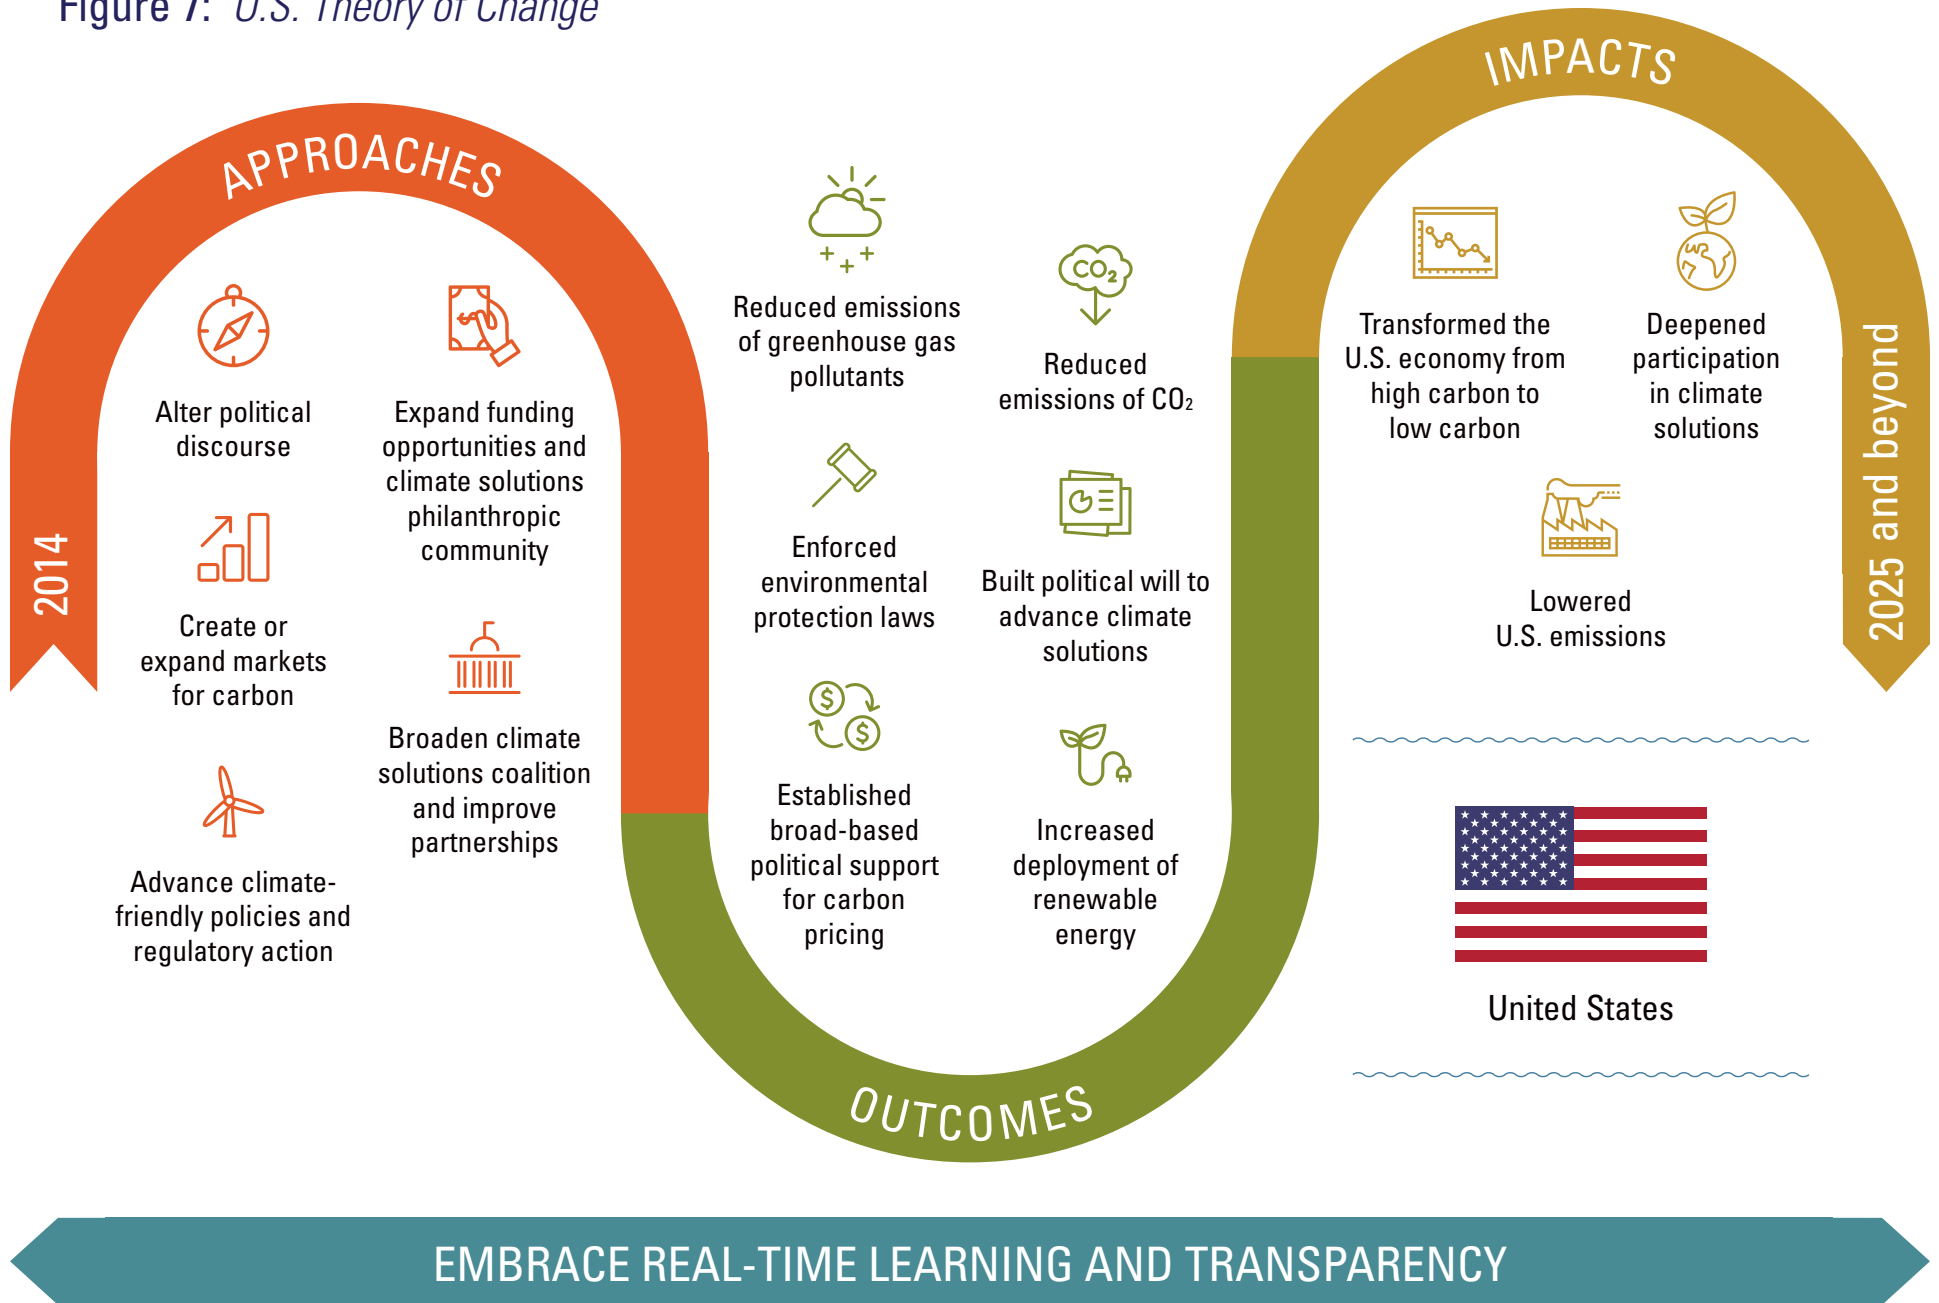 Figure 7: U.S. Theory of Change
APPROACHES
2014
Alter political
discourse
Create or
expand markets
for carbon
Advance climate-
friendly policies and
regulatory action
Expand funding
opportunities and
climate solutions
philanthropic
community
Broaden climate
solutions coalition
and improve
partnerships
Reduced emissions
of greenhouse gas
pollutants
Enforced
environmental
protection laws
$
$
Established
broad-based
political support
for carbon
pricing
CO₂
Reduced
emissions of CO₂
Built political will to
advance climate
solutions
Increased
deployment of
renewable
energy
OUTCOMES
IMPACTS
Transformed the
U.S. economy from
high carbon to
low carbon
Deepened
participation
in climate
solutions
Lowered
U.S. emissions
2025 and beyond
United States
EMBRACE REAL-TIME LEARNING AND TRANSPARENCY